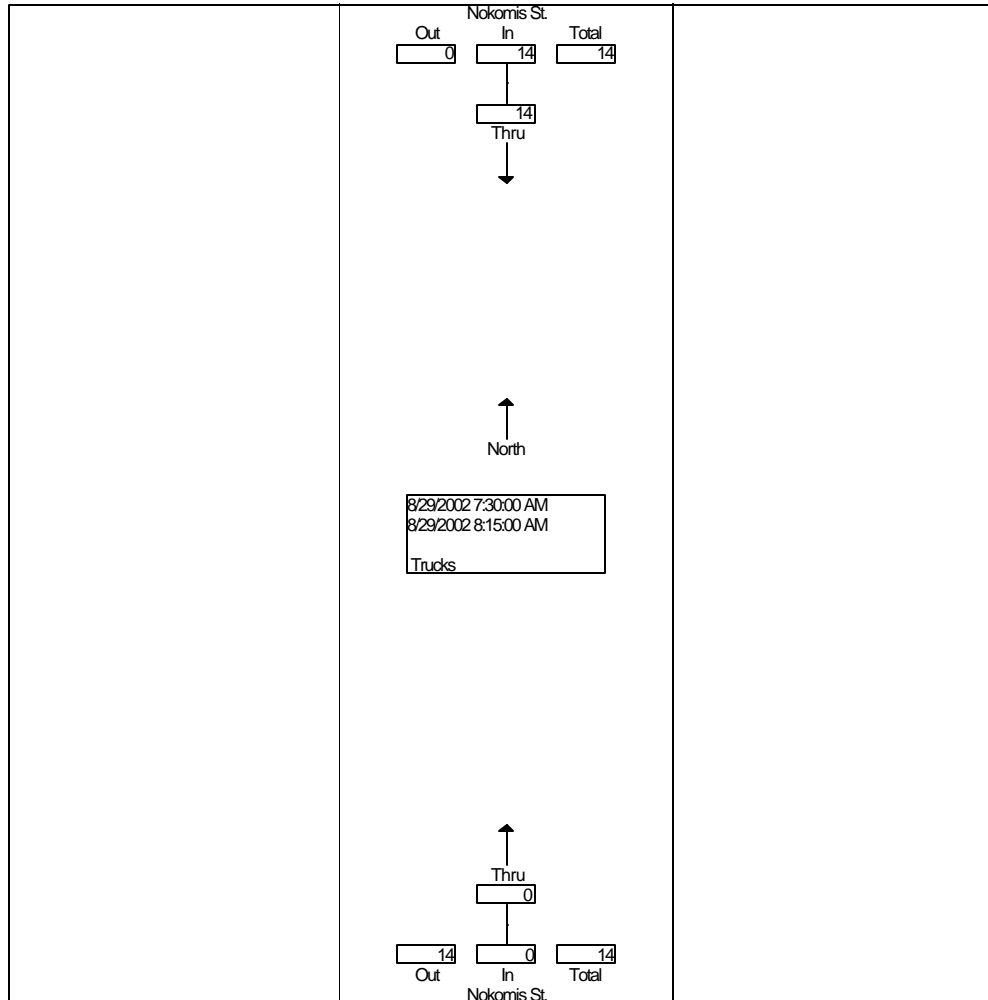 Nokomis St.
Out In Total
0 14 14
14
Thru
North
8/29/2002 7:30:00 AM
8/29/2002 8:15:00 AM
Trucks
Thru
0
14 0 14
Out In Total
Nokomis St.